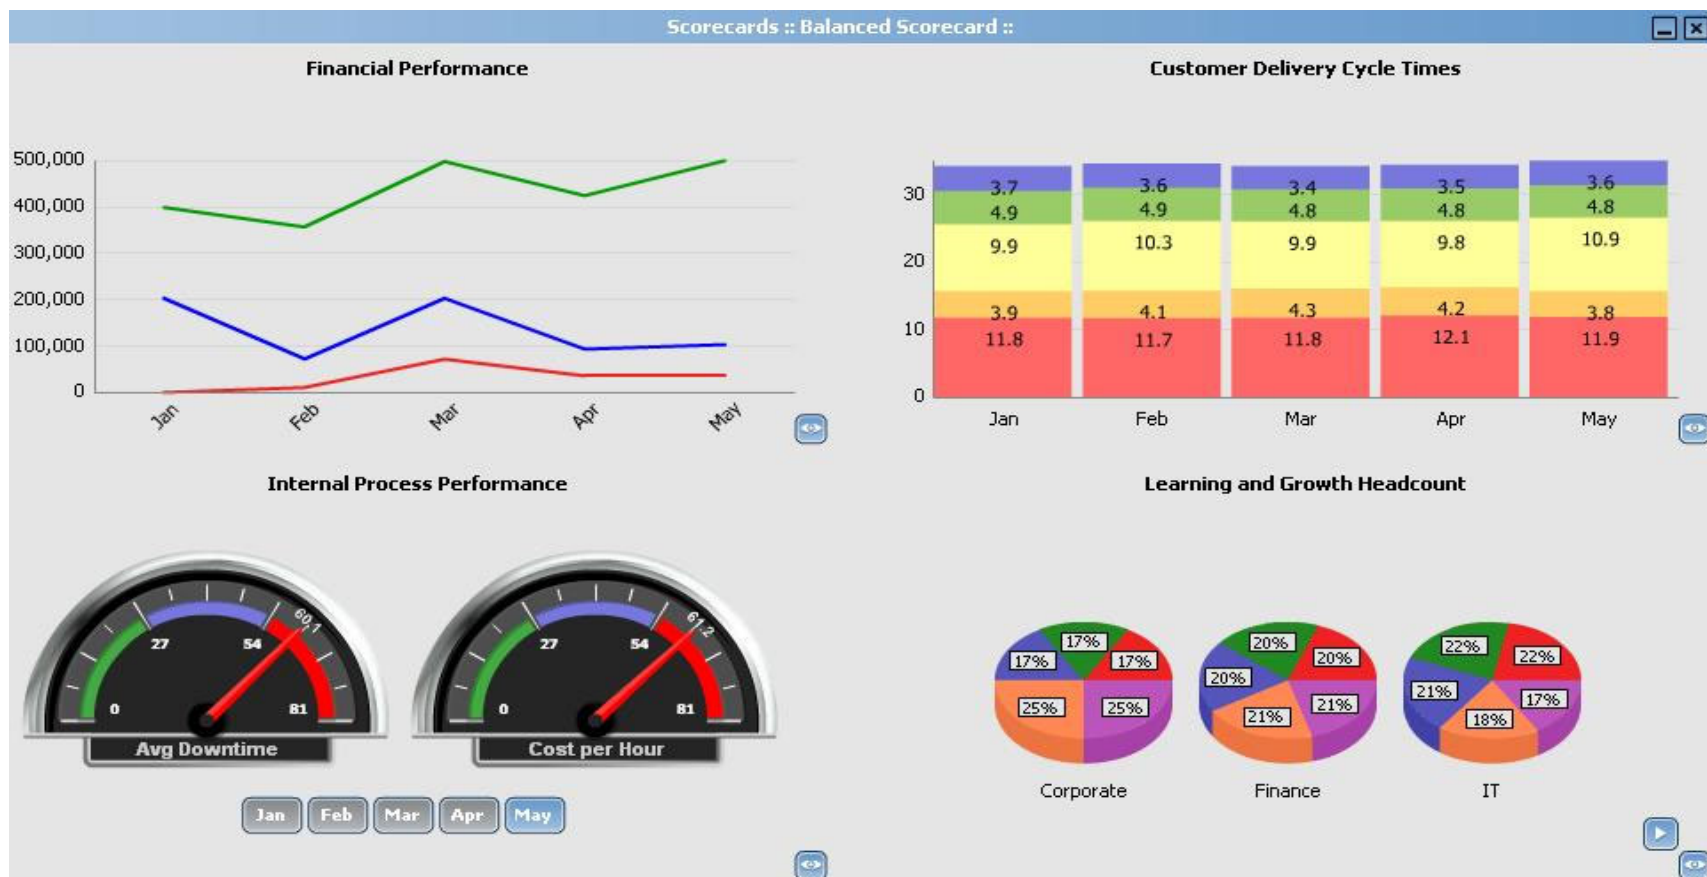 Scorecards :: Balanced Scorecard ::
Financial Performance
500,000
400,000
300,000
200,000
100,000
0
Jan Feb Mar Apr May
Customer Delivery Cycle Times
30
20
10
0
3.7 3.6 3.4 3.5 3.6
4.9 4.9 4.8 4.8 4.8
9.9 10.3 9.9 9.8 10.9
3.9 4.1 4.3 4.2 3.8
11.8 11.7 11.8 12.1 11.9
Jan Feb Mar Apr May
Internal Process Performance
0 27 54 81 60.1
Avg Downtime
0 27 54 81 61.2
Cost per Hour
Jan Feb Mar Apr May
Learning and Growth Headcount
17% 17% 17% 25% 25%
Corporate
20% 20% 20% 21% 21%
Finance
22% 22% 21% 18% 17%
IT